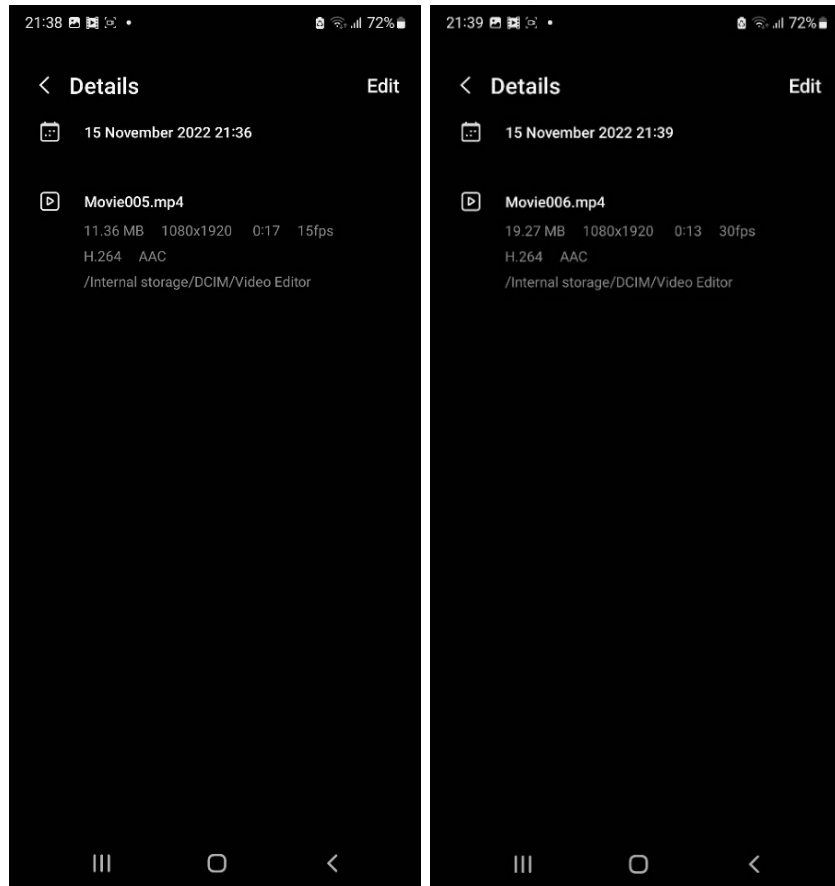 21:38 72%
Details Edit
15 November 2022 21:36
Movie005.mp4
11.36 MB 1080x1920 0:17 15fps
H.264 AAC
/Internal storage/DCIM/Video Editor
21:39 72%
Details Edit
15 November 2022 21:39
Movie006.mp4
19.27 MB 1080x1920 0:13 30fps
H.264 AAC
/Internal storage/DCIM/Video Editor